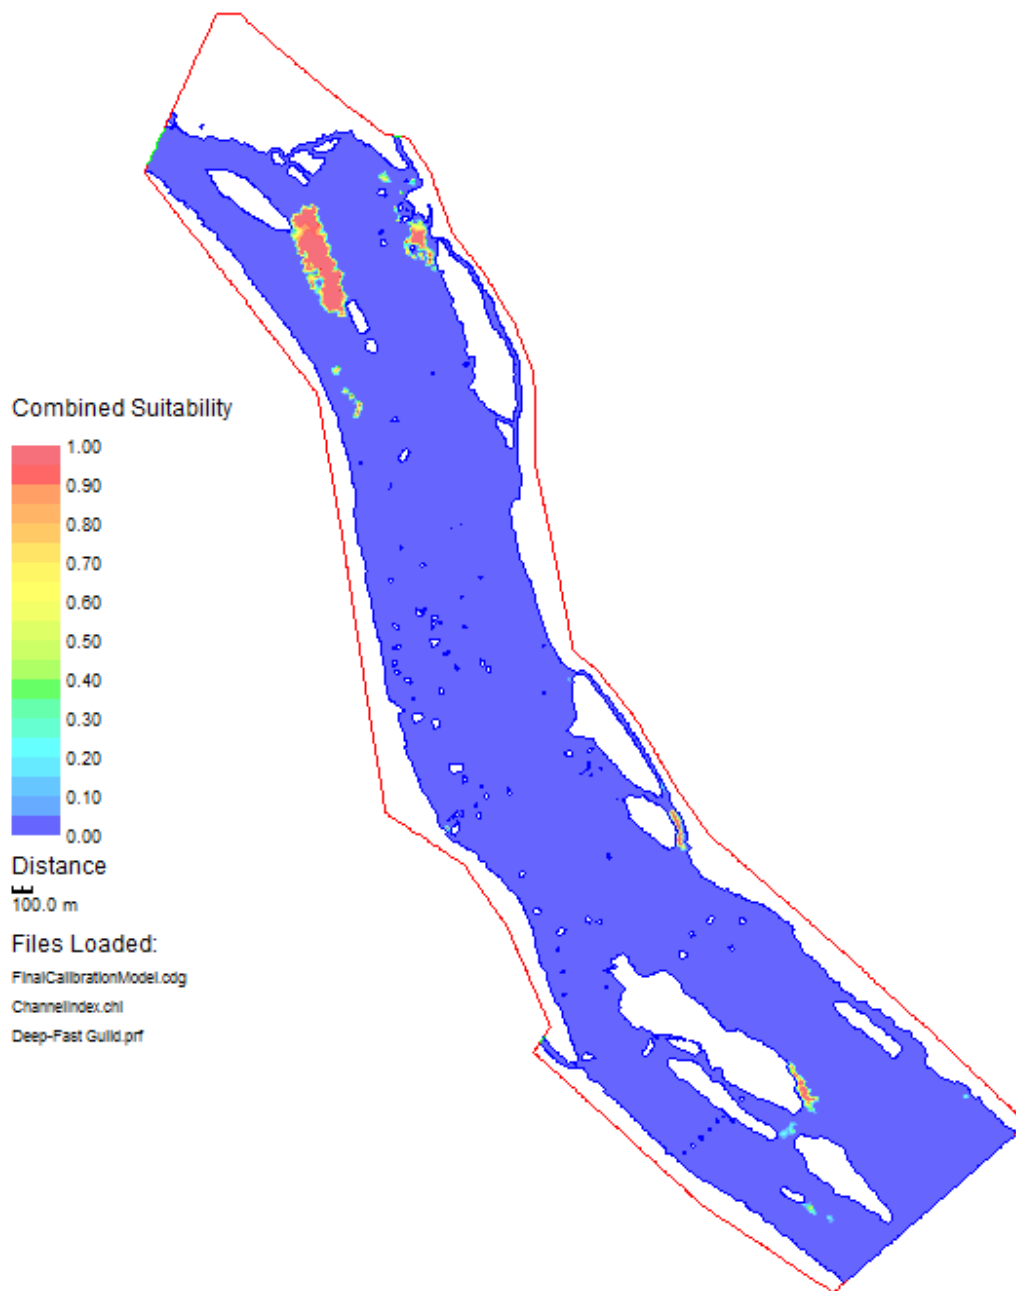 Combined Suitability
1.00
0.90
0.80
0.70
0.60
0.50
0.40
0.30
0.20
0.10
0.00
Distance
100.0 m
Files Loaded:
FinalCalibrationModel.cdg
ChannelIndex.chi
Deep-Fast Guild.prf